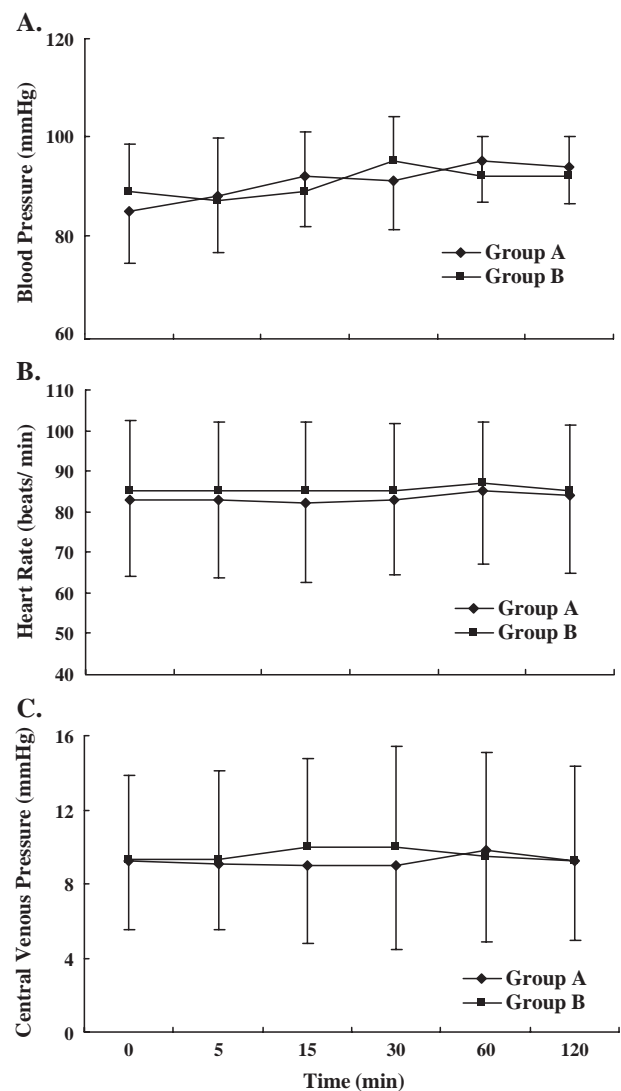 A.
Blood Pressure (mmHg)
120
100
80
60
Group A
Group B
B.
Heart Rate (beats/ min)
110
100
90
80
70
60
50
40
Group A
Group B
C.
Central Venous Pressure (mmHg)
16
12
8
4
0
Group A
Group B
0 5 15 30 60 120
Time (min)